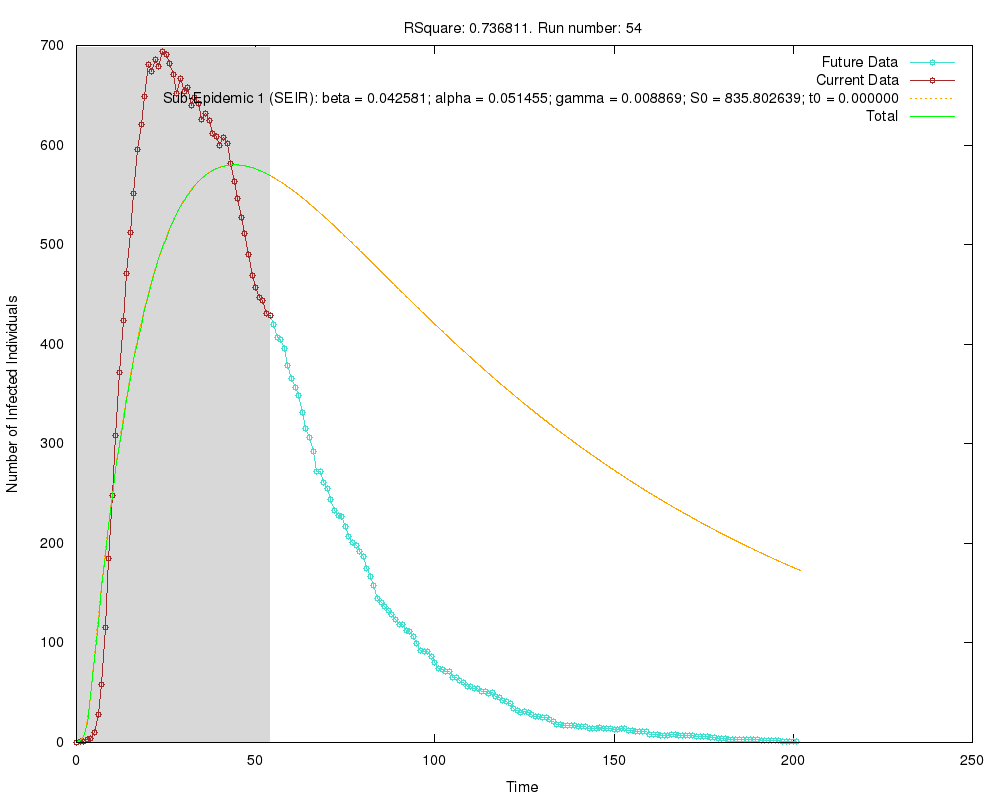 RSquare: 0.736811. Run number: 54
700
600
500
400
300
200
100
0
Number of Infected Individuals
Future Data
Current Data
Sub Epidemic 1 (SEIR): beta = 0.042581; alpha = 0.051455; gamma = 0.008869; S0 = 835.802639; t0 = 0.000000
Total
0 50 100 150 200 250
Time